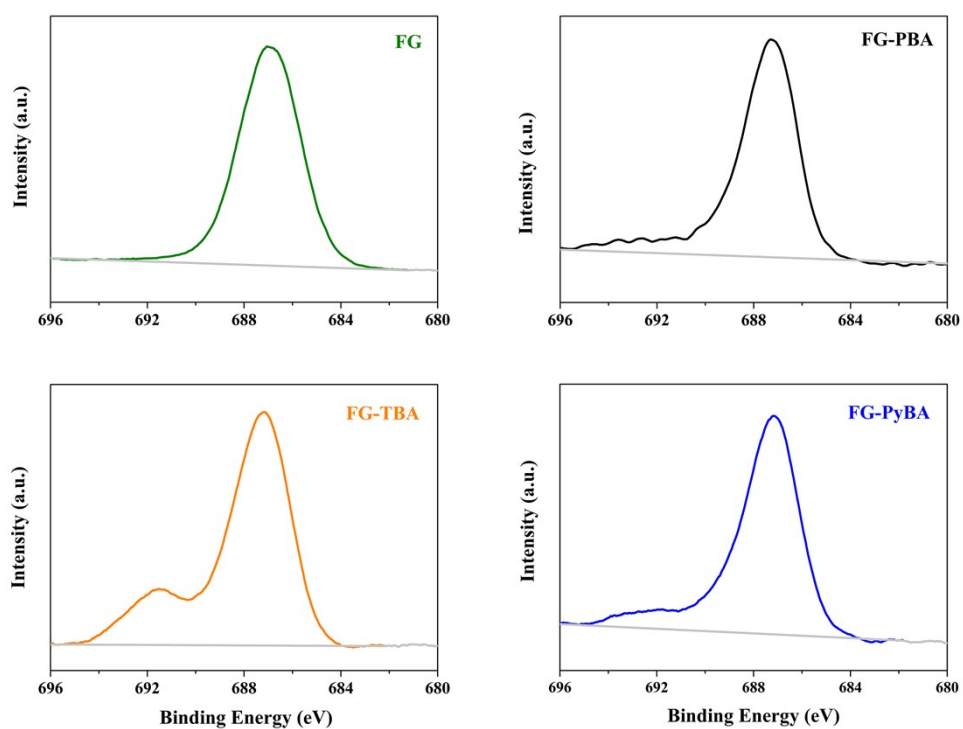 FG
Intensity (a.u.)
696 692 688 684 680
FG-PBA
Intensity (a.u.)
696 692 688 684 680
FG-TBA
Intensity (a.u.)
696 692 688 684 680
Binding Energy (eV)
FG-PyBA
Intensity (a.u.)
696 692 688 684 680
Binding Energy (eV)